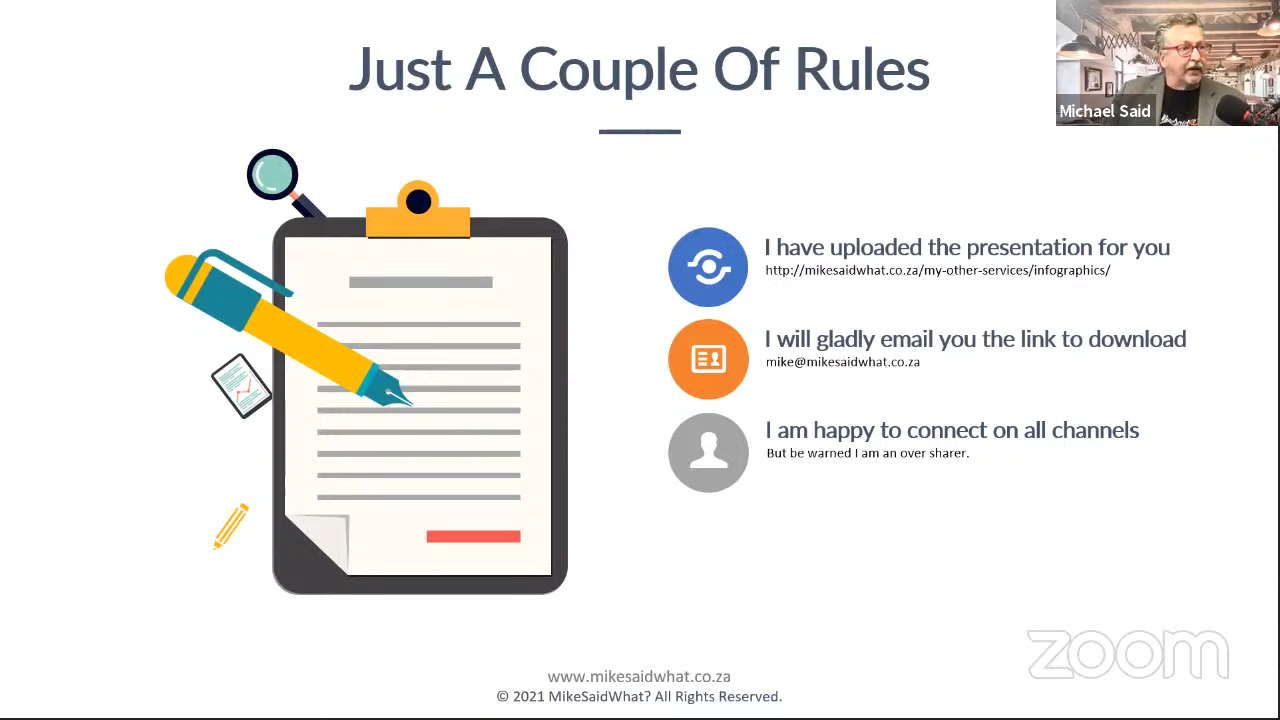 Just A Couple Of Rules
Michael Said
I have uploaded the presentation for you
http://mikesaidwhat.co.za/my-other-services/infographics/
I will gladly email you the link to download
mike@mikesaidwhat.co.za
I am happy to connect on all channels
But be warned I am an over sharer.
zoom
www.mikesaidwhat.co.za
© 2021 MikeSaidWhat? All Rights Reserved.